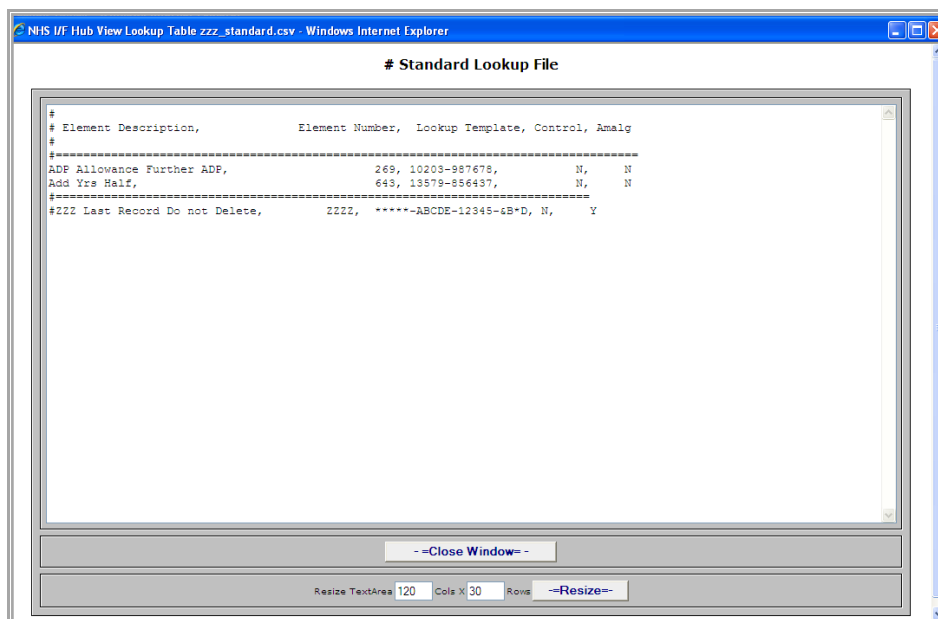 NHS I/F Hub View Lookup Table zzz_standard.csv - Windows Internet Explorer
# Standard Lookup File
#
# Element Description, Element Number, Lookup Template, Control, Amalg
#
#====================================================================================
ADP Allowance Further ADP, 269, 10203-987678, N, N
Add Yrs Half, 643, 13579-856437, N, N
#=============================================================================
#ZZZ Last Record Do not Delete, ZZZZ, *****-ABCDE-12345-&B*D, N, Y
- =Close Window= -
Resize TextArea 120 Cols X 30 Rows -=Resize=-